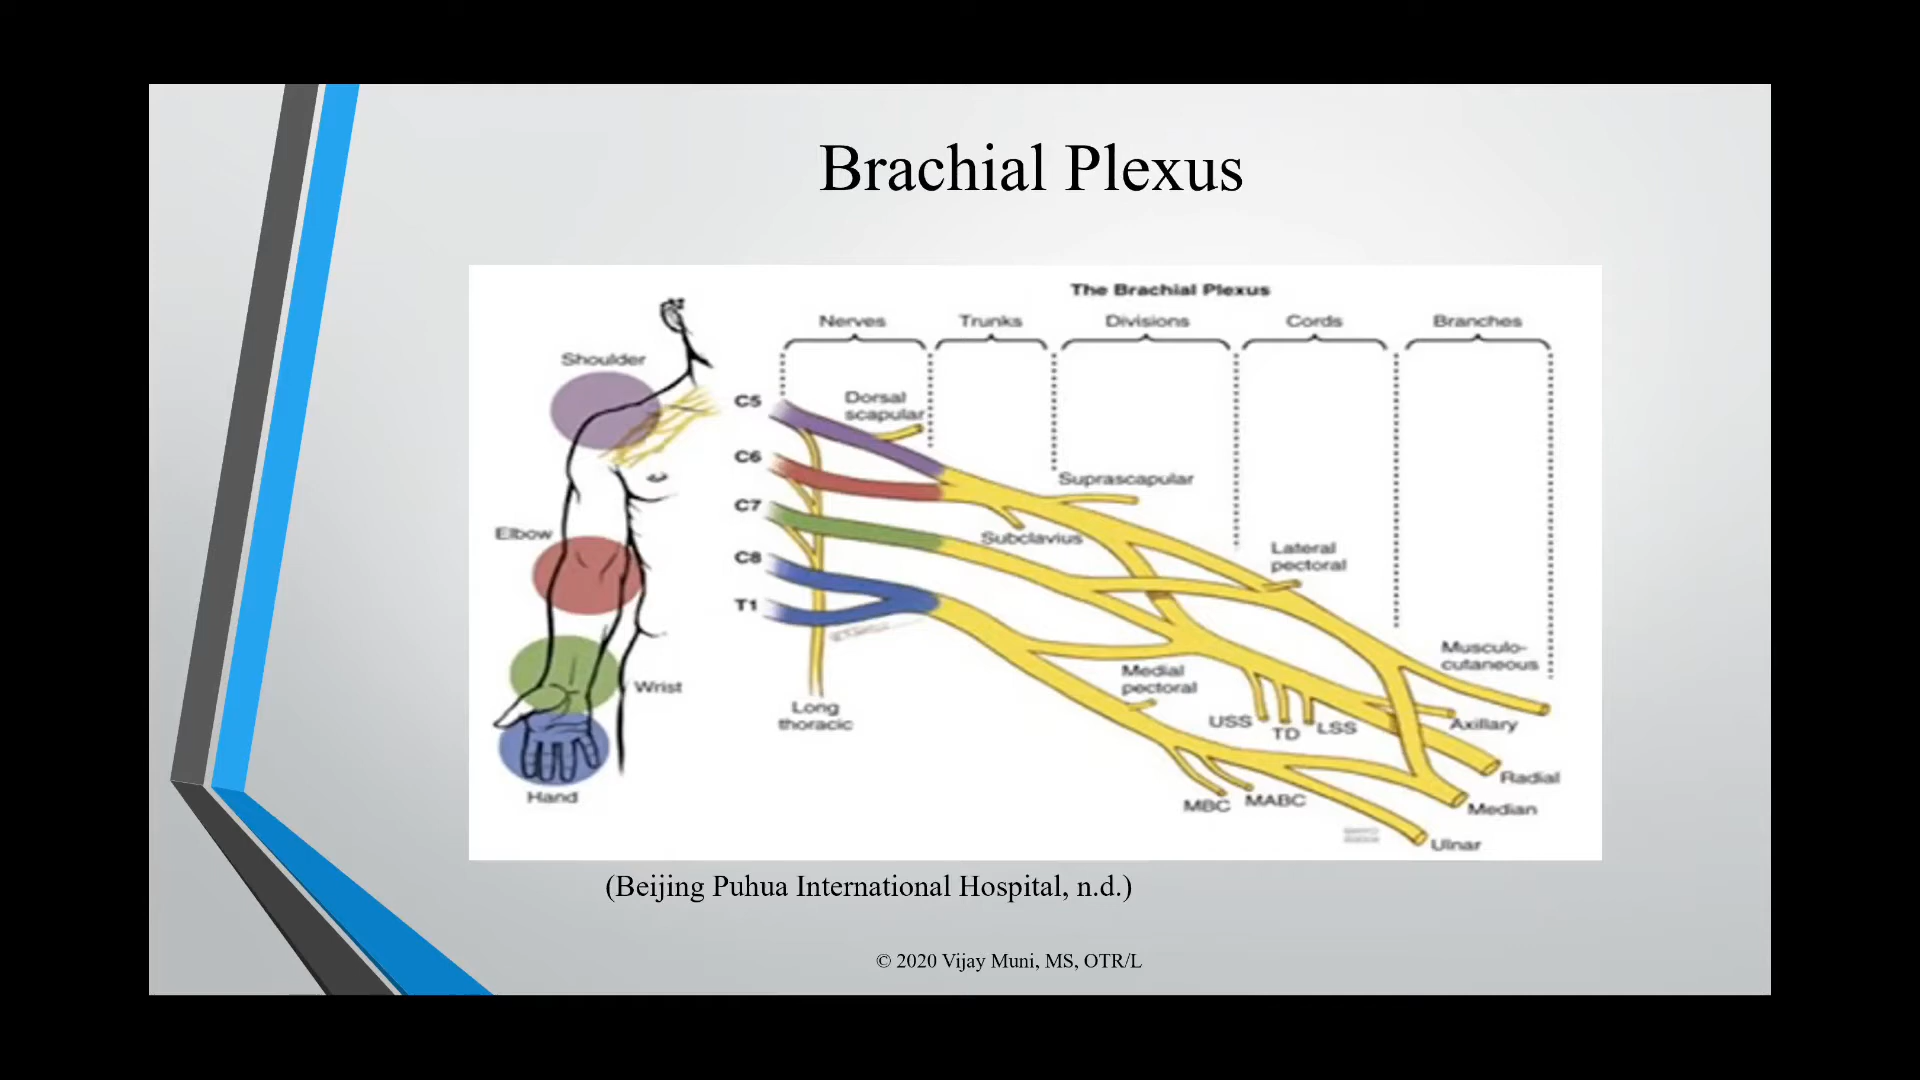 Brachial Plexus
The Brachial Plexus
Nerves
Trunks
Divisions
Cords
Branches
Shoulder
Elbow
Wrist
Hand
C5
C6
C7
C8
T1
Dorsal
scapular
Suprascapular
Subclavius
Lateral
pectoral
Musculo-
cutaneous
Medial
pectoral
Long
thoracic
USS
TD
LSS
Axillary
Radial
MBC
MABC
Median
Ulnar
(Beijing Puhua International Hospital, n.d.)
© 2020 Vijay Muni, MS, OTR/L